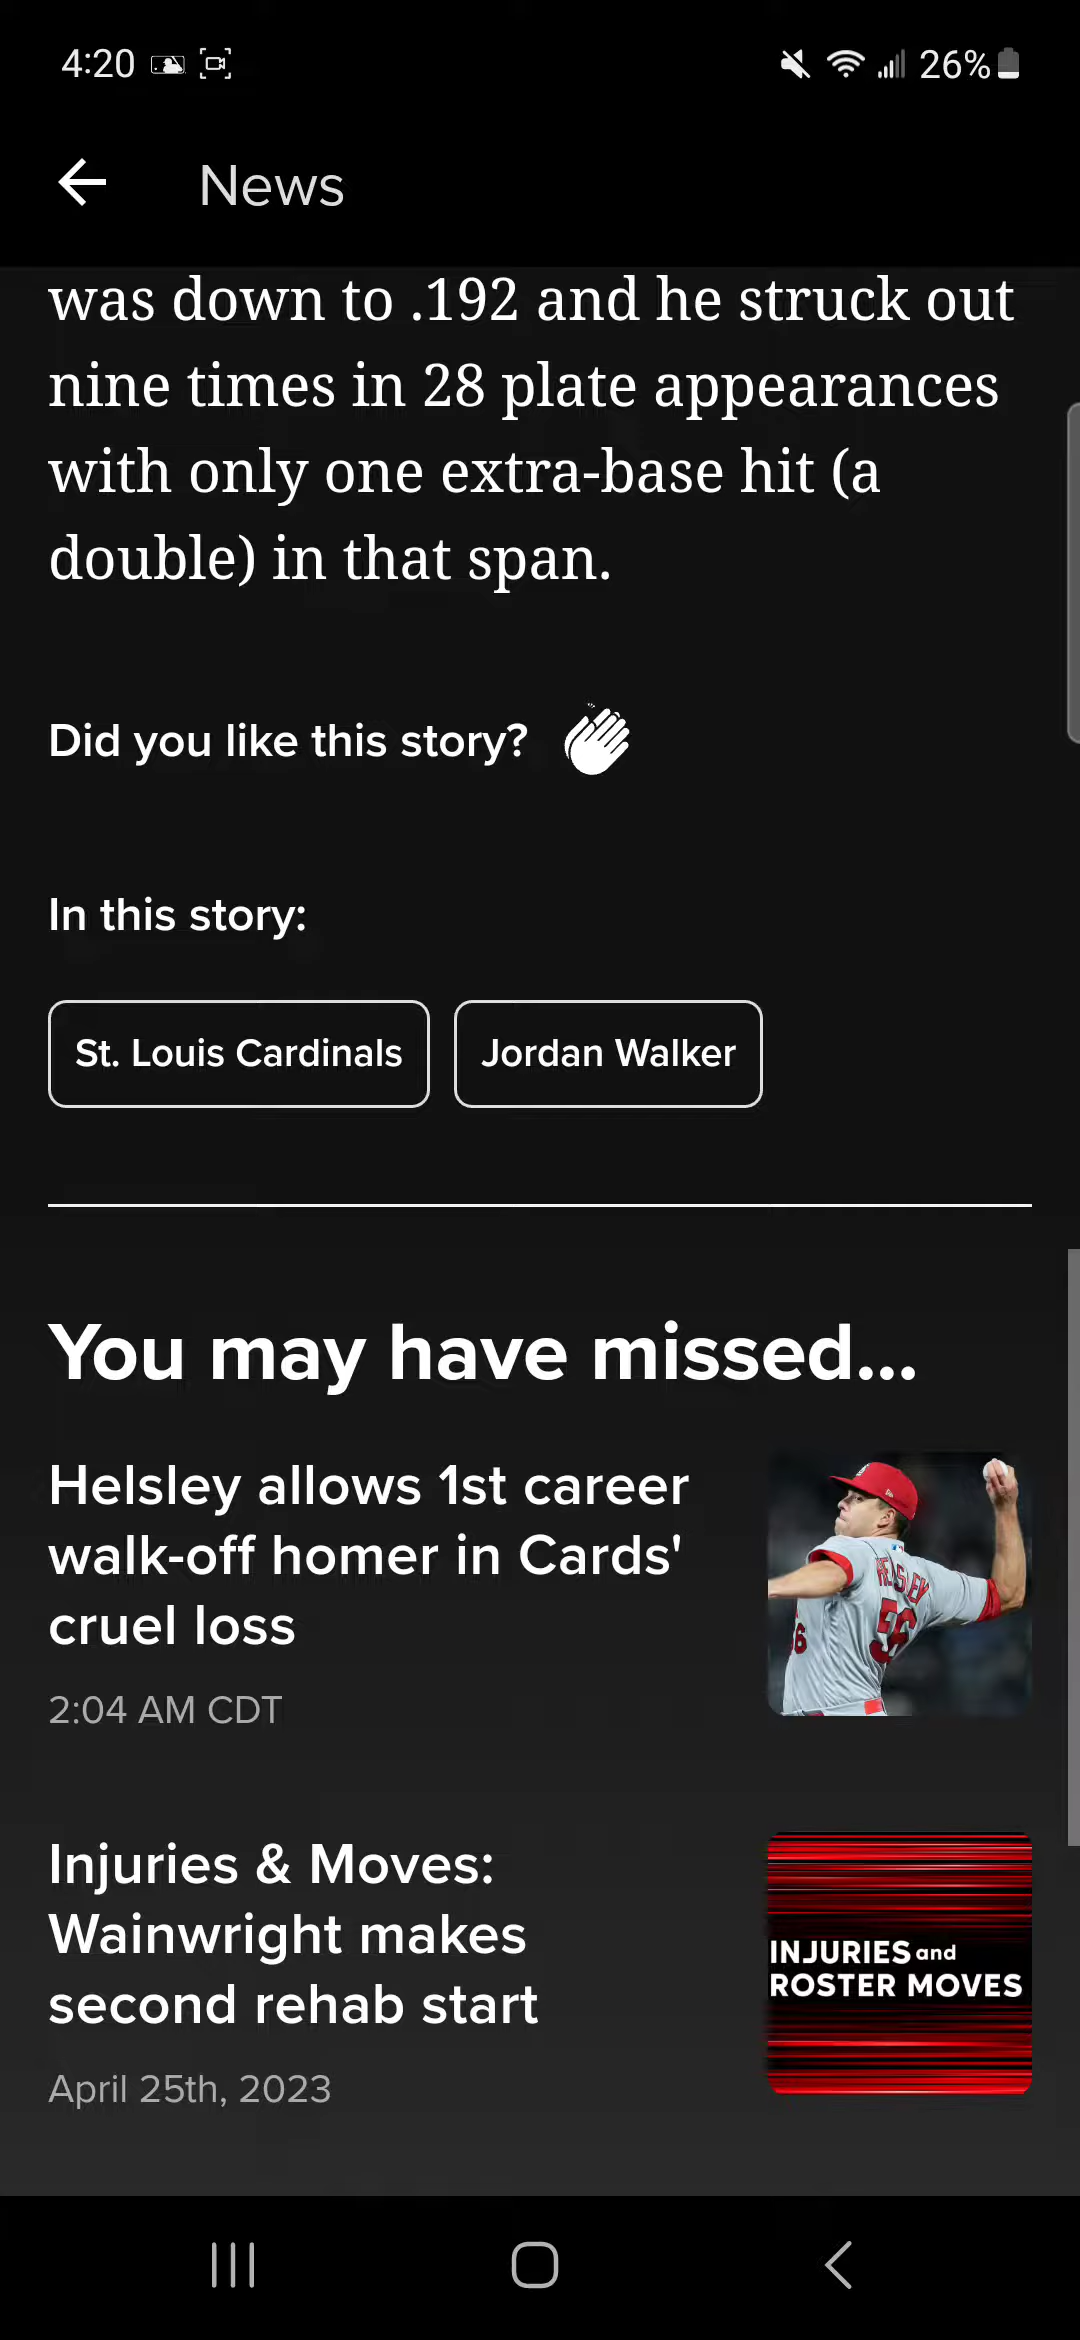 4:20
26%
News
was down to .192 and he struck out
nine times in 28 plate appearances
with only one extra-base hit (a
double) in that span.
Did you like this story?
In this story:
St. Louis Cardinals
Jordan Walker
You may have missed...
Helsley allows 1st career
walk-off homer in Cards'
cruel loss
2:04 AM CDT
HELSLEY
56
6
Injuries & Moves:
Wainwright makes
second rehab start
April 25th, 2023
INJURIES and
ROSTER MOVES